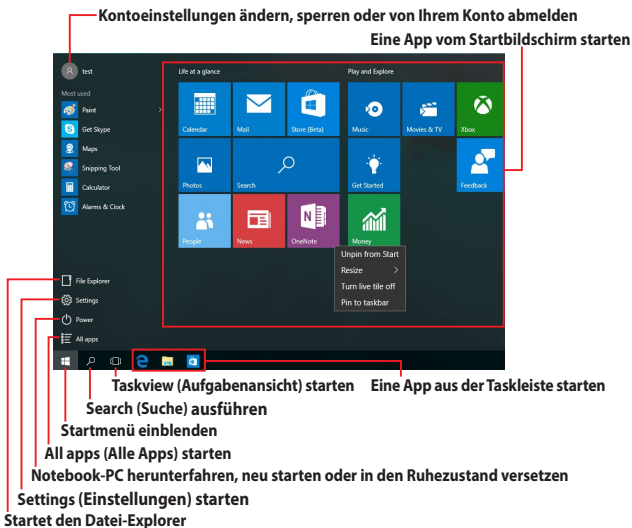 Kontoeinstellungen ändern, sperren oder von Ihrem Konto abmelden
Eine App vom Startbildschirm starten
test
Life at a glance
Play and Explore
Most used
Paint
Get Skype
Maps
Snipping Tool
Calculator
Alarms & Clock
Calendar
Mail
Store (Beta)
Music
Movies & TV
Xbox
Photos
Search
Get Started
Feedback
People
News
OneNote
Money
Unpin from Start
Resize
Turn live tile off
Pin to taskbar
File Explorer
Settings
Power
All apps
Taskview (Aufgabenansicht) starten
Eine App aus der Taskleiste starten
Search (Suche) ausführen
Startmenü einblenden
All apps (Alle Apps) starten
Notebook-PC herunterfahren, neu starten oder in den Ruhezustand versetzen
Settings (Einstellungen) starten
Startet den Datei-Explorer